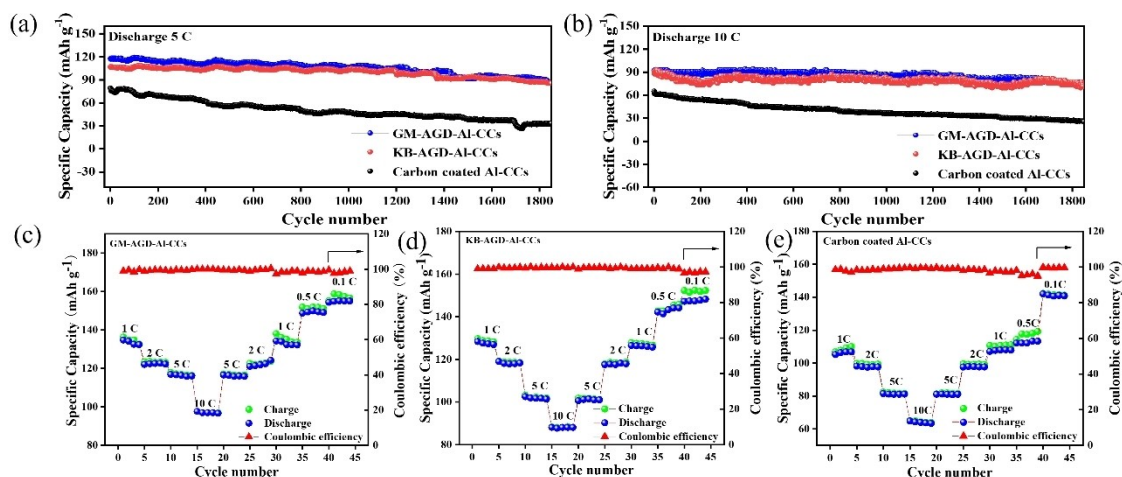 (a)
Discharge 5 C
Specific Capacity (mAh g-1)
150
120
90
60
30
0
-30
GM-AGD-Al-CCs
KB-AGD-Al-CCs
Carbon coated Al-CCs
0 200 400 600 800 1000 1200 1400 1600 1800
Cycle number
(b)
Discharge 10 C
Specific Capacity (mAh g-1)
150
120
90
60
30
0
-30
-60
GM-AGD-Al-CCs
KB-AGD-Al-CCs
Carbon coated Al-CCs
0 200 400 600 800 1000 1200 1400 1600 1800
Cycle number
(c)
GM-AGD-Al-CCs
Specific Capacity (mAh g-1)
180
160
140
120
100
80
1 C
2 C
5 C
10 C
5 C
2 C
1 C
0.5 C
0.1 C
Charge
Discharge
Coulombic efficiency
0 5 10 15 20 25 30 35 40 45
Cycle number
120
100
80
60
40
20
0
Coulombic efficiency (%)
(d)
KB-AGD-Al-CCs
Specific Capacity (mAh g-1)
180
160
140
120
100
80
1 C
2 C
5 C
10 C
5 C
2 C
1 C
0.5 C
0.1 C
Charge
Discharge
Coulombic efficiency
0 5 10 15 20 25 30 35 40 45
Cycle number
120
100
80
60
40
20
0
Coulombic efficiency (%)
(e)
Carbon coated Al-CCs
Specific Capacity (mAh g-1)
180
160
140
120
100
80
60
1C
2C
5C
10C
5C
2C
1C
0.5C
0.1C
Charge
Discharge
Coulombic efficiency
0 5 10 15 20 25 30 35 40 45
Cycle number
120
100
80
60
40
20
0
Coulombic efficiency (%)